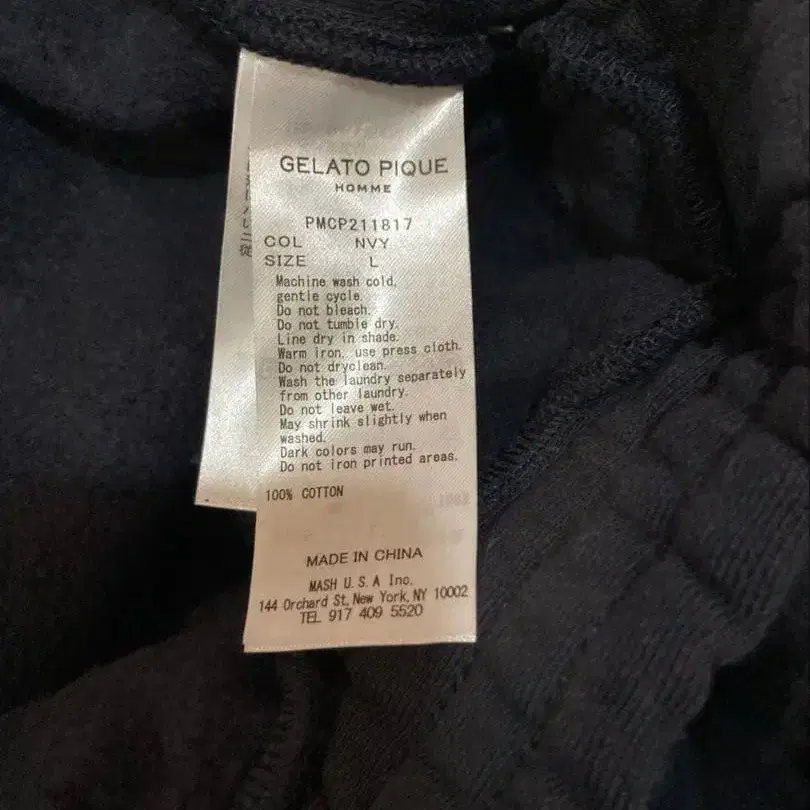 GELATO PIQUE
HOMME
PMCP211817
COL NVY
SIZE L
Machine wash cold,
gentle cycle.
Do not bleach.
Do not tumble dry.
Line dry in shade.
Warm iron, use press cloth.
Do not dryclean.
Wash the laundry separately
from other laundry.
Do not leave wet.
May shrink slightly when
washed.
Dark colors may run.
Do not iron printed areas.
100% COTTON
MADE IN CHINA
MASH U.S.A Inc.
144 Orchard St, New York, NY 10002
TEL 917 409 5520